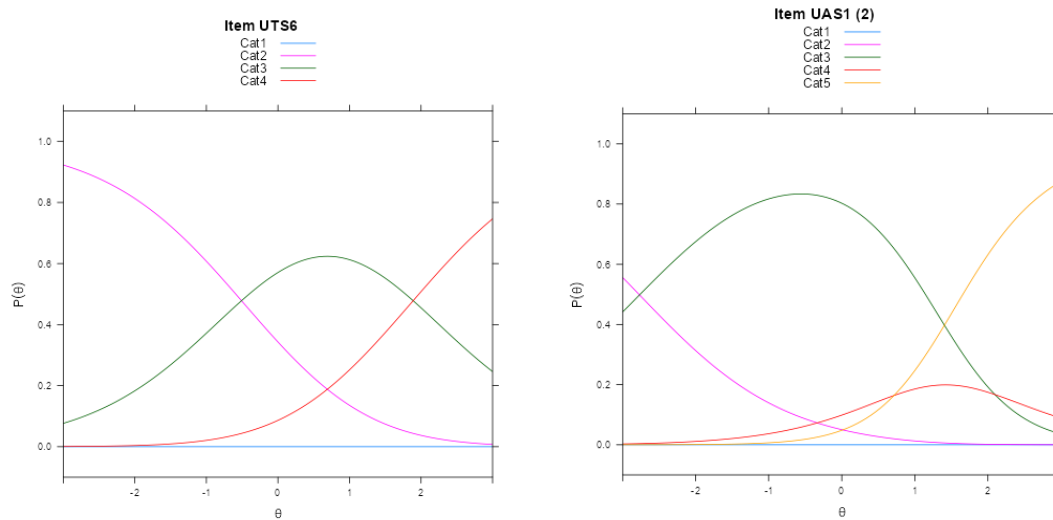 Item UTS6
Cat1
Cat2
Cat3
Cat4
1.0
0.8
0.6
0.4
0.2
0.0
P(θ)
-2
-1
0
1
2
θ
Item UAS1 (2)
Cat1
Cat2
Cat3
Cat4
Cat5
1.0
0.8
0.6
0.4
0.2
0.0
P(θ)
-2
-1
0
1
2
θ